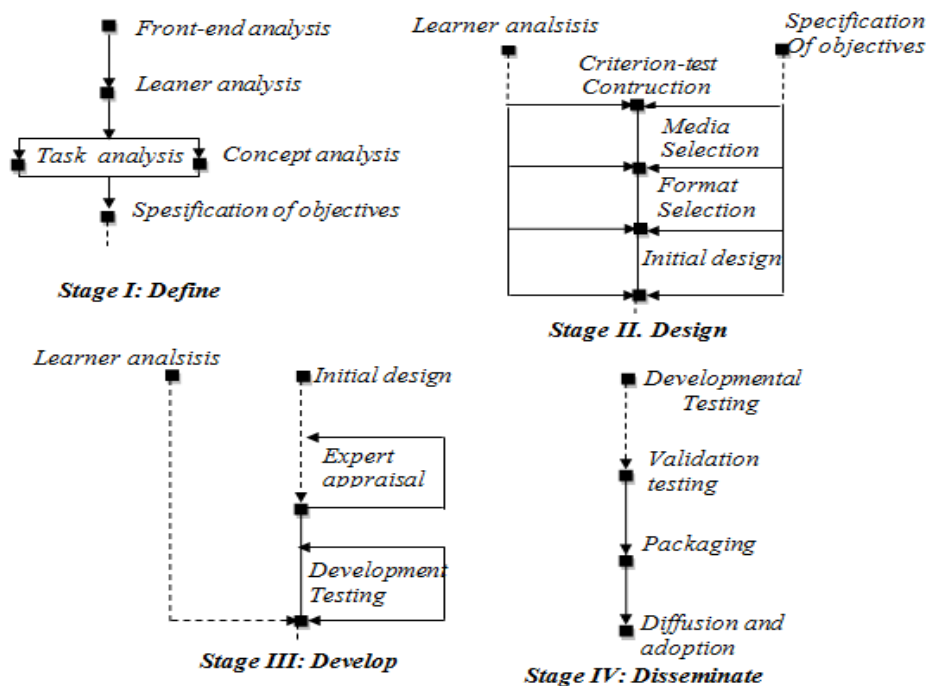 Front-end analysis
Leaner analysis
Task analysis
Concept analysis
Spesification of objectives
Stage I: Define
Learner analsisis
Specification
Of objectives
Criterion-test
Contruction
Media
Selection
Format
Selection
Initial design
Stage II. Design
Learner analsisis
Initial design
Expert
appraisal
Development
Testing
Stage III: Develop
Developmental
Testing
Validation
testing
Packaging
Diffusion and
adoption
Stage IV: Disseminate